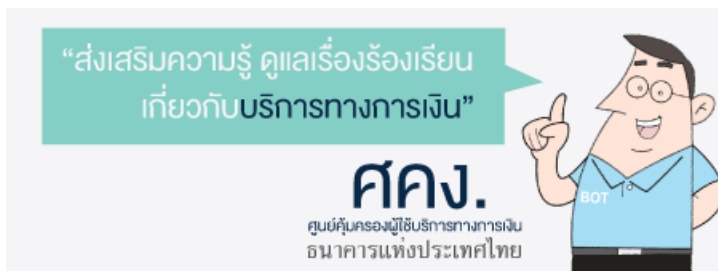 “ส่งเสริมความรู้ ดูแลเรื่องร้องเรียน
เกี่ยวกับบริการทางการเงิน”
ศคง.
ศูนย์คุ้มครองผู้ใช้บริการทางการเงิน
ธนาคารแห่งประเทศไทย
BOT